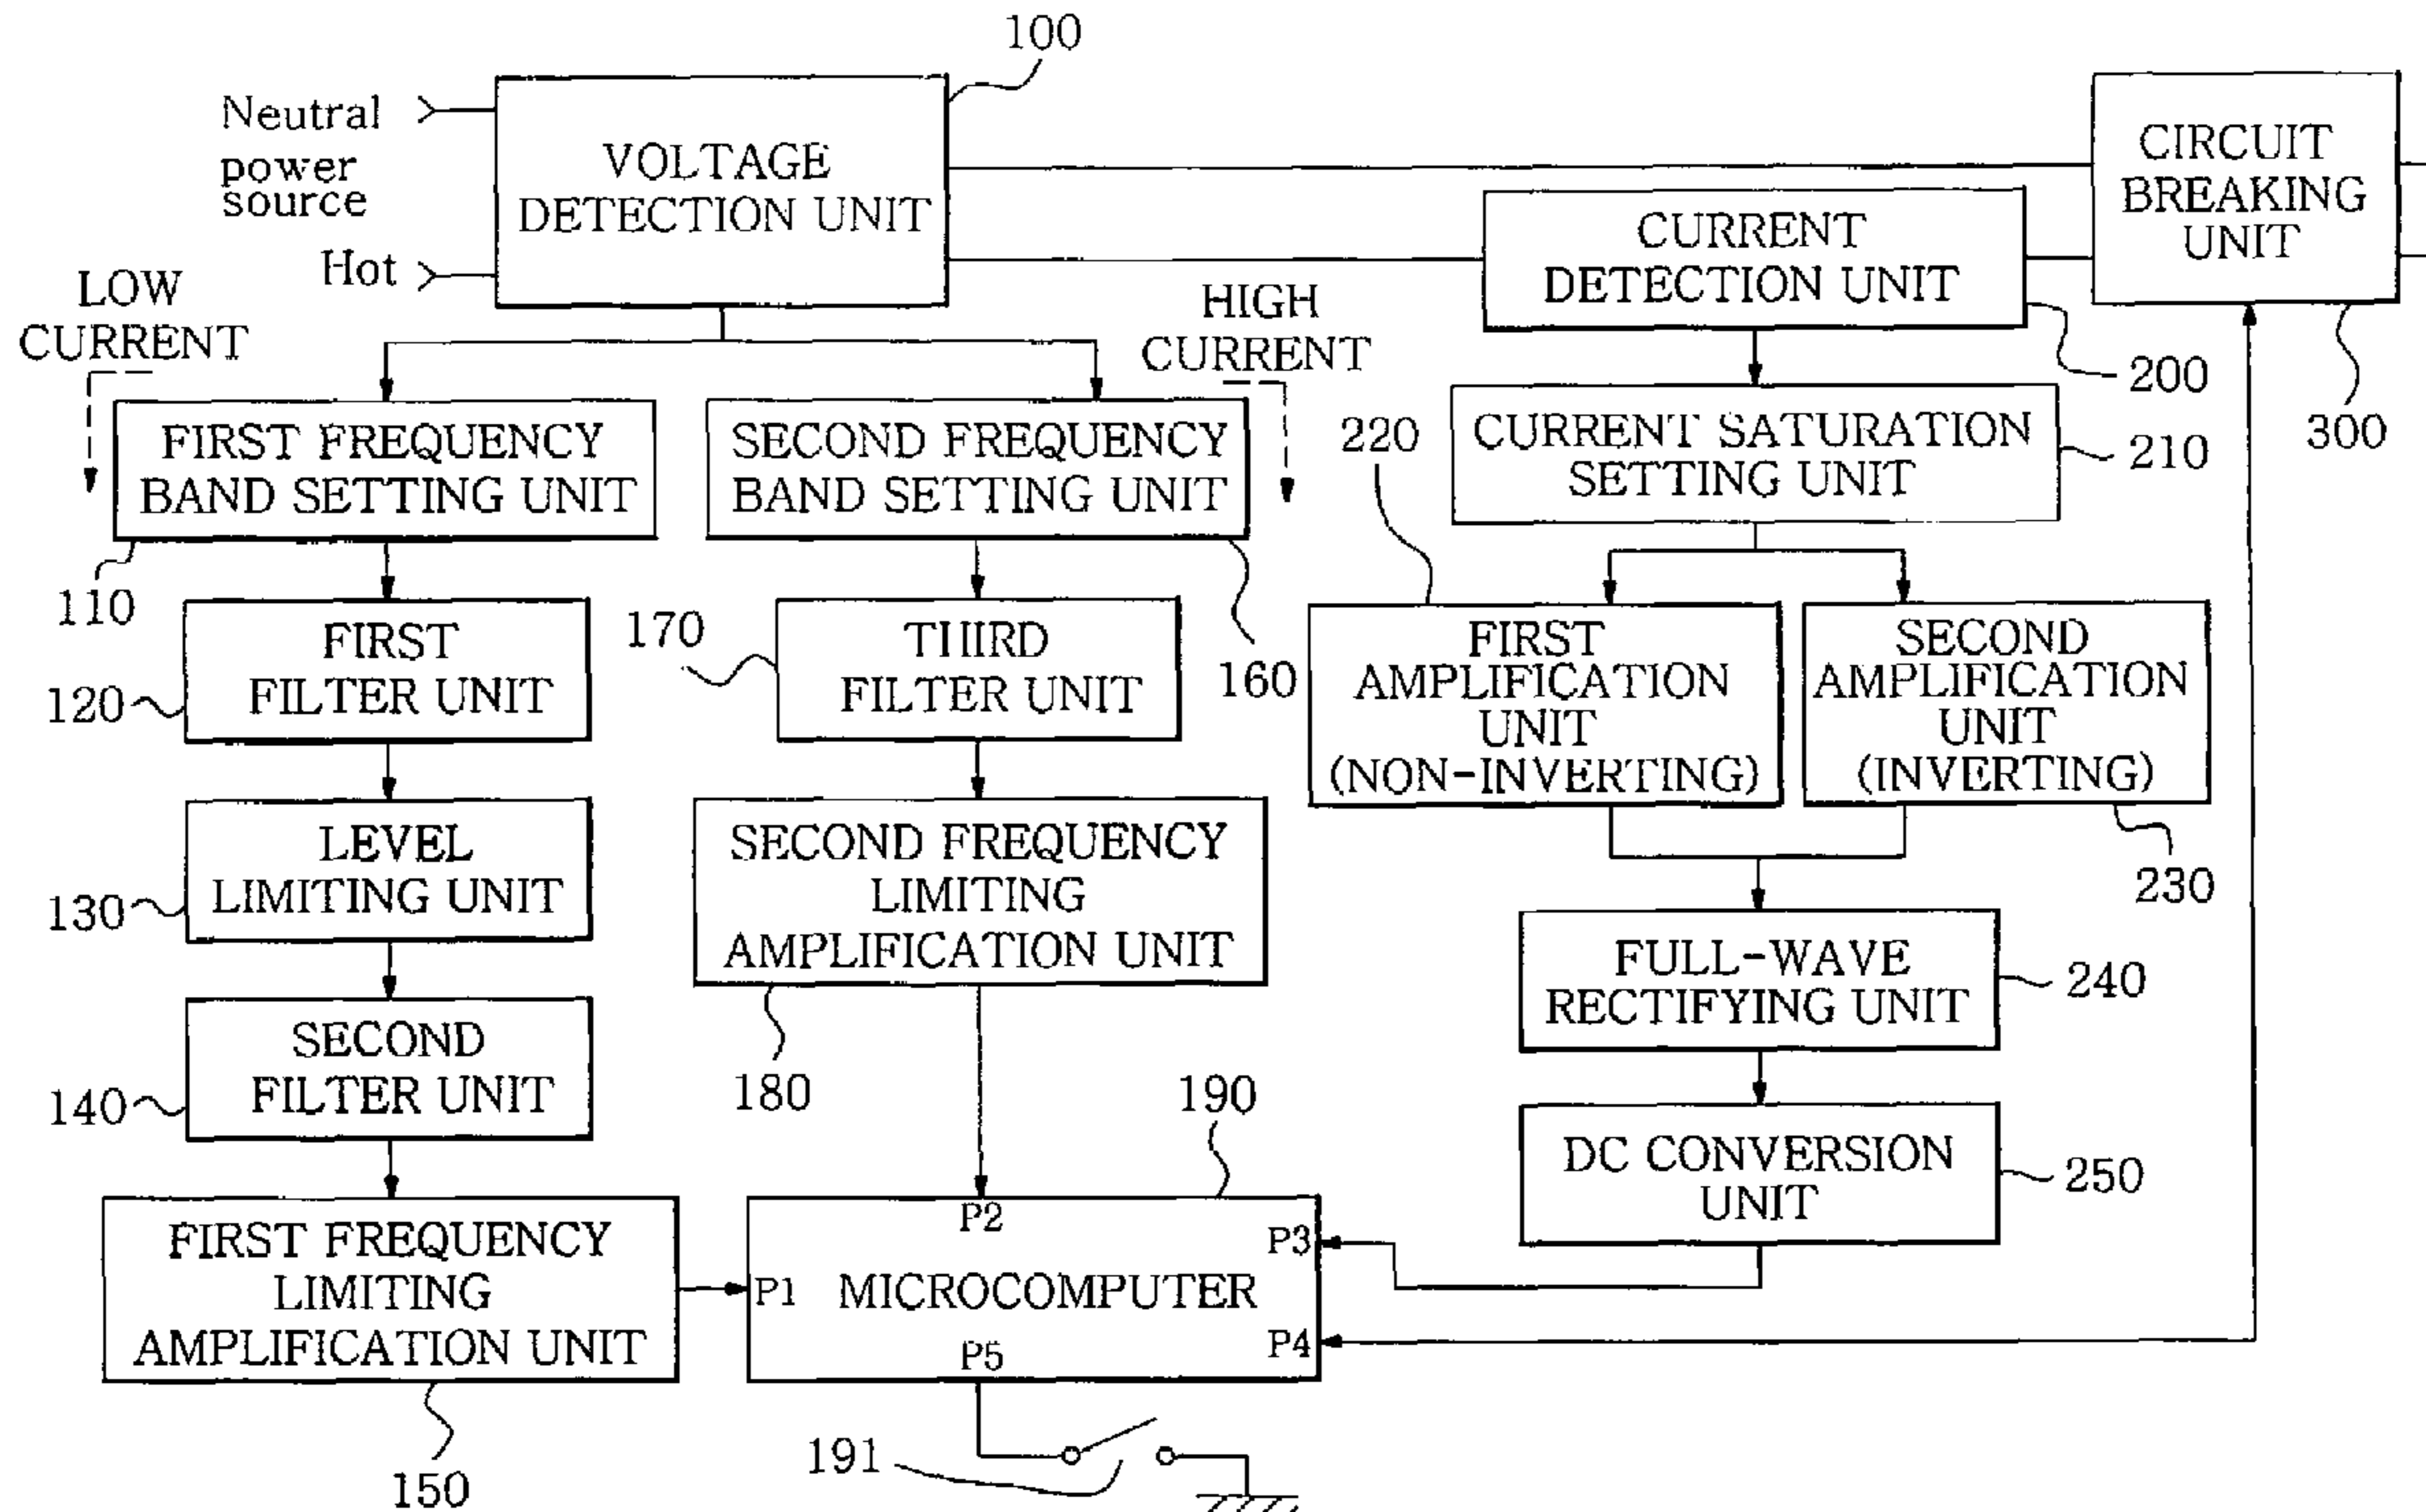 100
Neutral
power
source
Hot
VOLTAGE
DETECTION UNIT
CIRCUIT
BREAKING
UNIT
CURRENT
DETECTION UNIT
LOW
CURRENT
HIGH
CURRENT
200
300
FIRST FREQUENCY
BAND SETTING UNIT
SECOND FREQUENCY
BAND SETTING UNIT
220
CURRENT SATURATION
SETTING UNIT
210
110
120
FIRST
FILTER UNIT
170
THIRD
FILTER UNIT
160
FIRST
AMPLIFICATION
UNIT
(NON-INVERTING)
SECOND
AMPLIFICATION
UNIT
(INVERTING)
130
LEVEL
LIMITING UNIT
SECOND FREQUENCY
LIMITING
AMPLIFICATION UNIT
230
FULL-WAVE
RECTIFYING UNIT
240
140
SECOND
FILTER UNIT
180
190
DC CONVERSION
UNIT
250
FIRST FREQUENCY
LIMITING
AMPLIFICATION UNIT
P2
P3
P1
MICROCOMPUTER
P4
P5
191
150